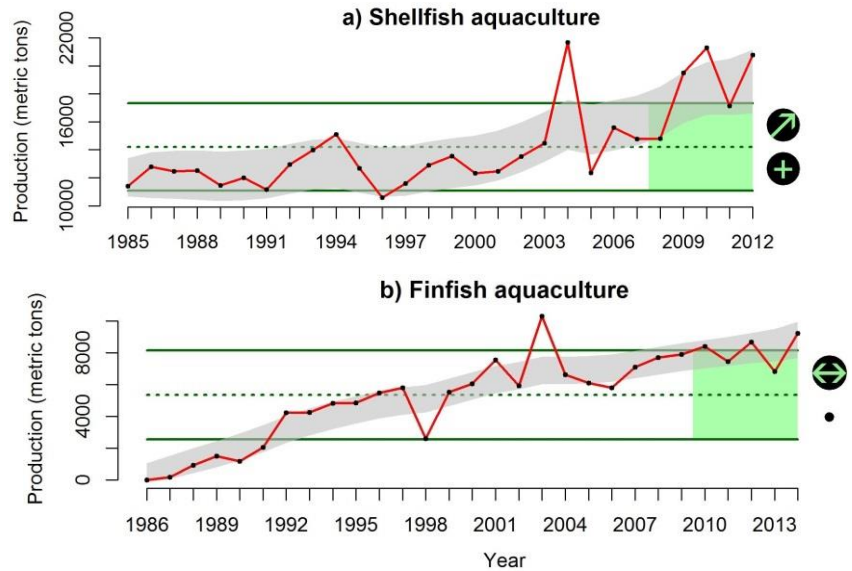 a) Shellfish aquaculture
Production (metric tons)
22000
16000
10000
1985 1988 1991 1994 1997 2000 2003 2006 2009 2012
+
b) Finfish aquaculture
Production (metric tons)
8000
4000
0
1986 1989 1992 1995 1998 2001 2004 2007 2010 2013
Year